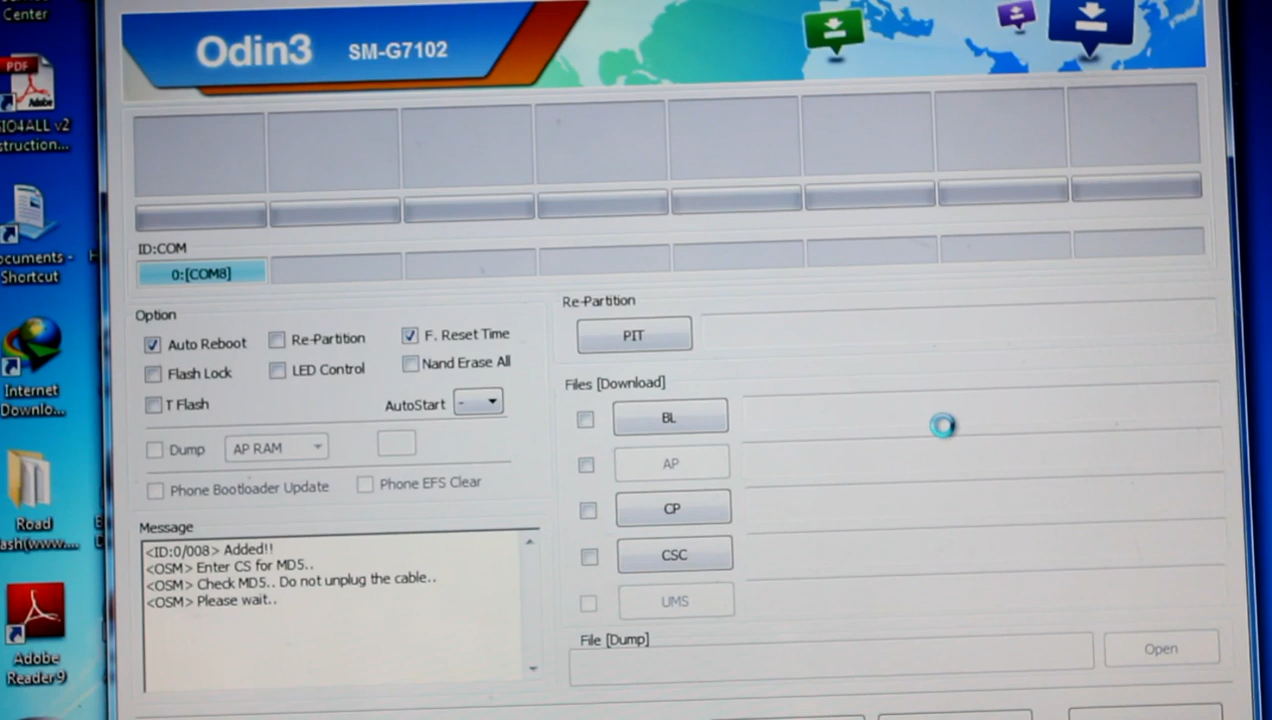 Center
PDF
Adobe
SIO4ALL v2
struction...
ocuments -
Shortcut
Internet
Downlo...
Road
ash(www....
Adobe
Reader 9
Odin3 SM-G7102
ID:COM
0:[COM8]
Option
Auto Reboot Re-Partition F. Reset Time
Flash Lock LED Control Nand Erase All
T Flash AutoStart -
Dump AP RAM
Phone Bootloader Update Phone EFS Clear
Message
<ID:0/008> Added!!
<OSM> Enter CS for MD5..
<OSM> Check MD5.. Do not unplug the cable..
<OSM> Please wait..
Re-Partition
PIT
Files [Download]
BL
AP
CP
CSC
UMS
File [Dump]
Open